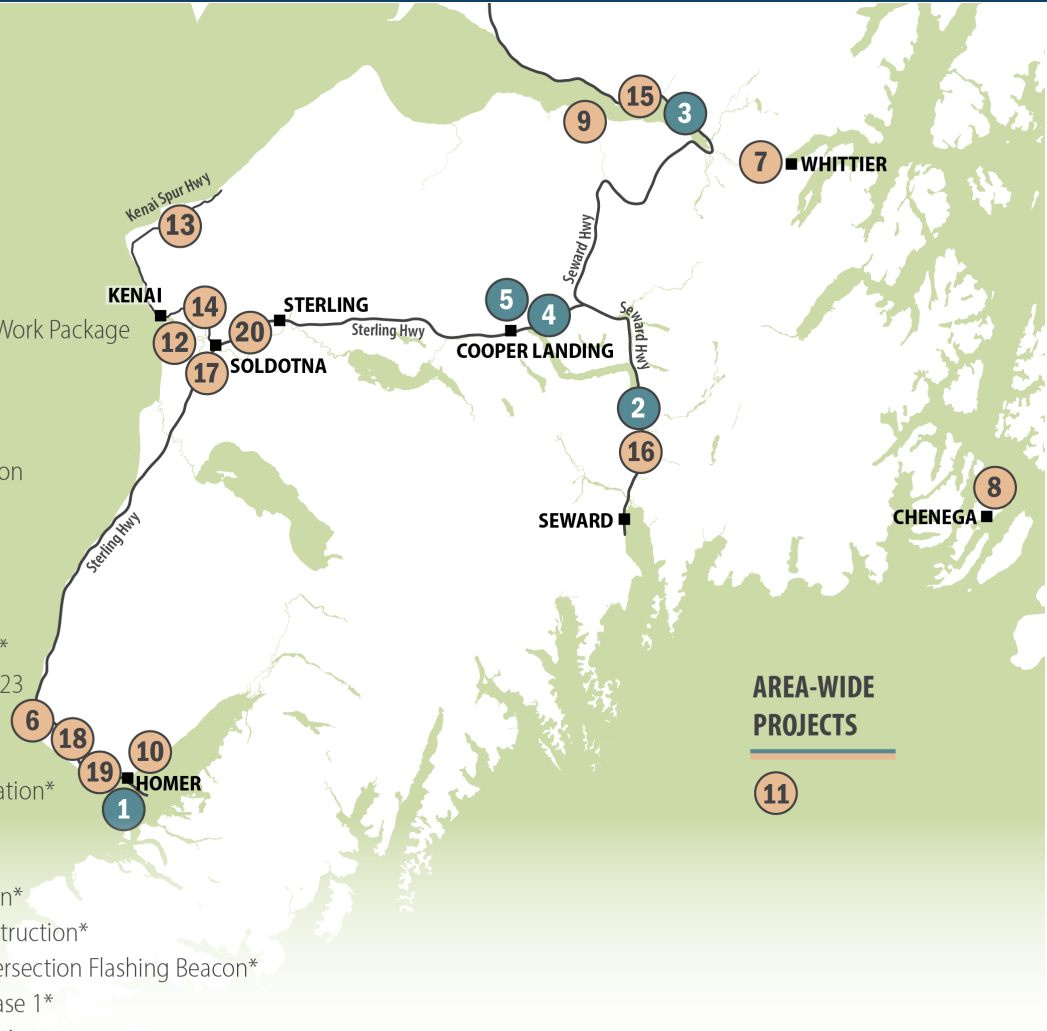 15
3
9
7
WHITTIER
Kenai Spur Hwy
13
Seward Hwy
KENAI
14
STERLING
5
4
Seward Hwy
Work Package
12
20
Sterling Hwy
COOPER LANDING
SOLDOTNA
17
2
16
on
8
SEWARD
CHENEGA
Sterling Hwy
*
23
AREA-WIDE
PROJECTS
6
18
10
19
HOMER
ation*
11
1
n*
truction*
ersection Flashing Beacon*
ase 1*